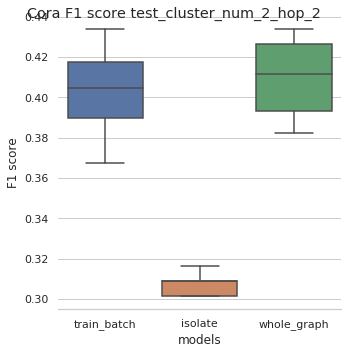 Cora F1 score test_cluster_num_2_hop_2
0.44
0.42
0.40
0.38
0.36
0.34
0.32
0.30
F1 score
train_batch
isolate
whole_graph
models